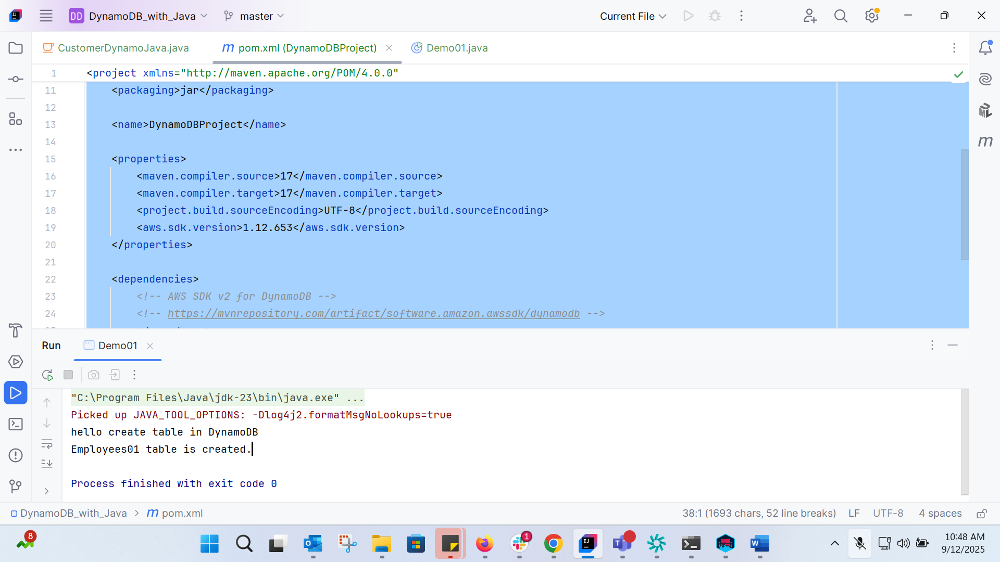 DD DynamoDB_with_Java master Current File
CustomerDynamoJava.java
m pom.xml (DynamoDBProject)
Demo01.java
1 <project xmlns="http://maven.apache.org/POM/4.0.0"
11 <packaging>jar</packaging>
12
13 <name>DynamoDBProject</name>
14
15 <properties>
16 <maven.compiler.source>17</maven.compiler.source>
17 <maven.compiler.target>17</maven.compiler.target>
18 <project.build.sourceEncoding>UTF-8</project.build.sourceEncoding>
19 <aws.sdk.version>1.12.653</aws.sdk.version>
20 </properties>
21
22 <dependencies>
23 <!-- AWS SDK v2 for DynamoDB -->
24 <!-- https://mvnrepository.com/artifact/software.amazon.awssdk/dynamodb -->
Run Demo01
"C:\Program Files\Java\jdk-23\bin\java.exe" ...
Picked up JAVA_TOOL_OPTIONS: -Dlog4j2.formatMsgNoLookups=true
hello create table in DynamoDB
Employees01 table is created.
Process finished with exit code 0
DynamoDB_with_Java > m pom.xml 38:1 (1693 chars, 52 line breaks) LF UTF-8 4 spaces
8
1
10:48 AM
9/12/2025